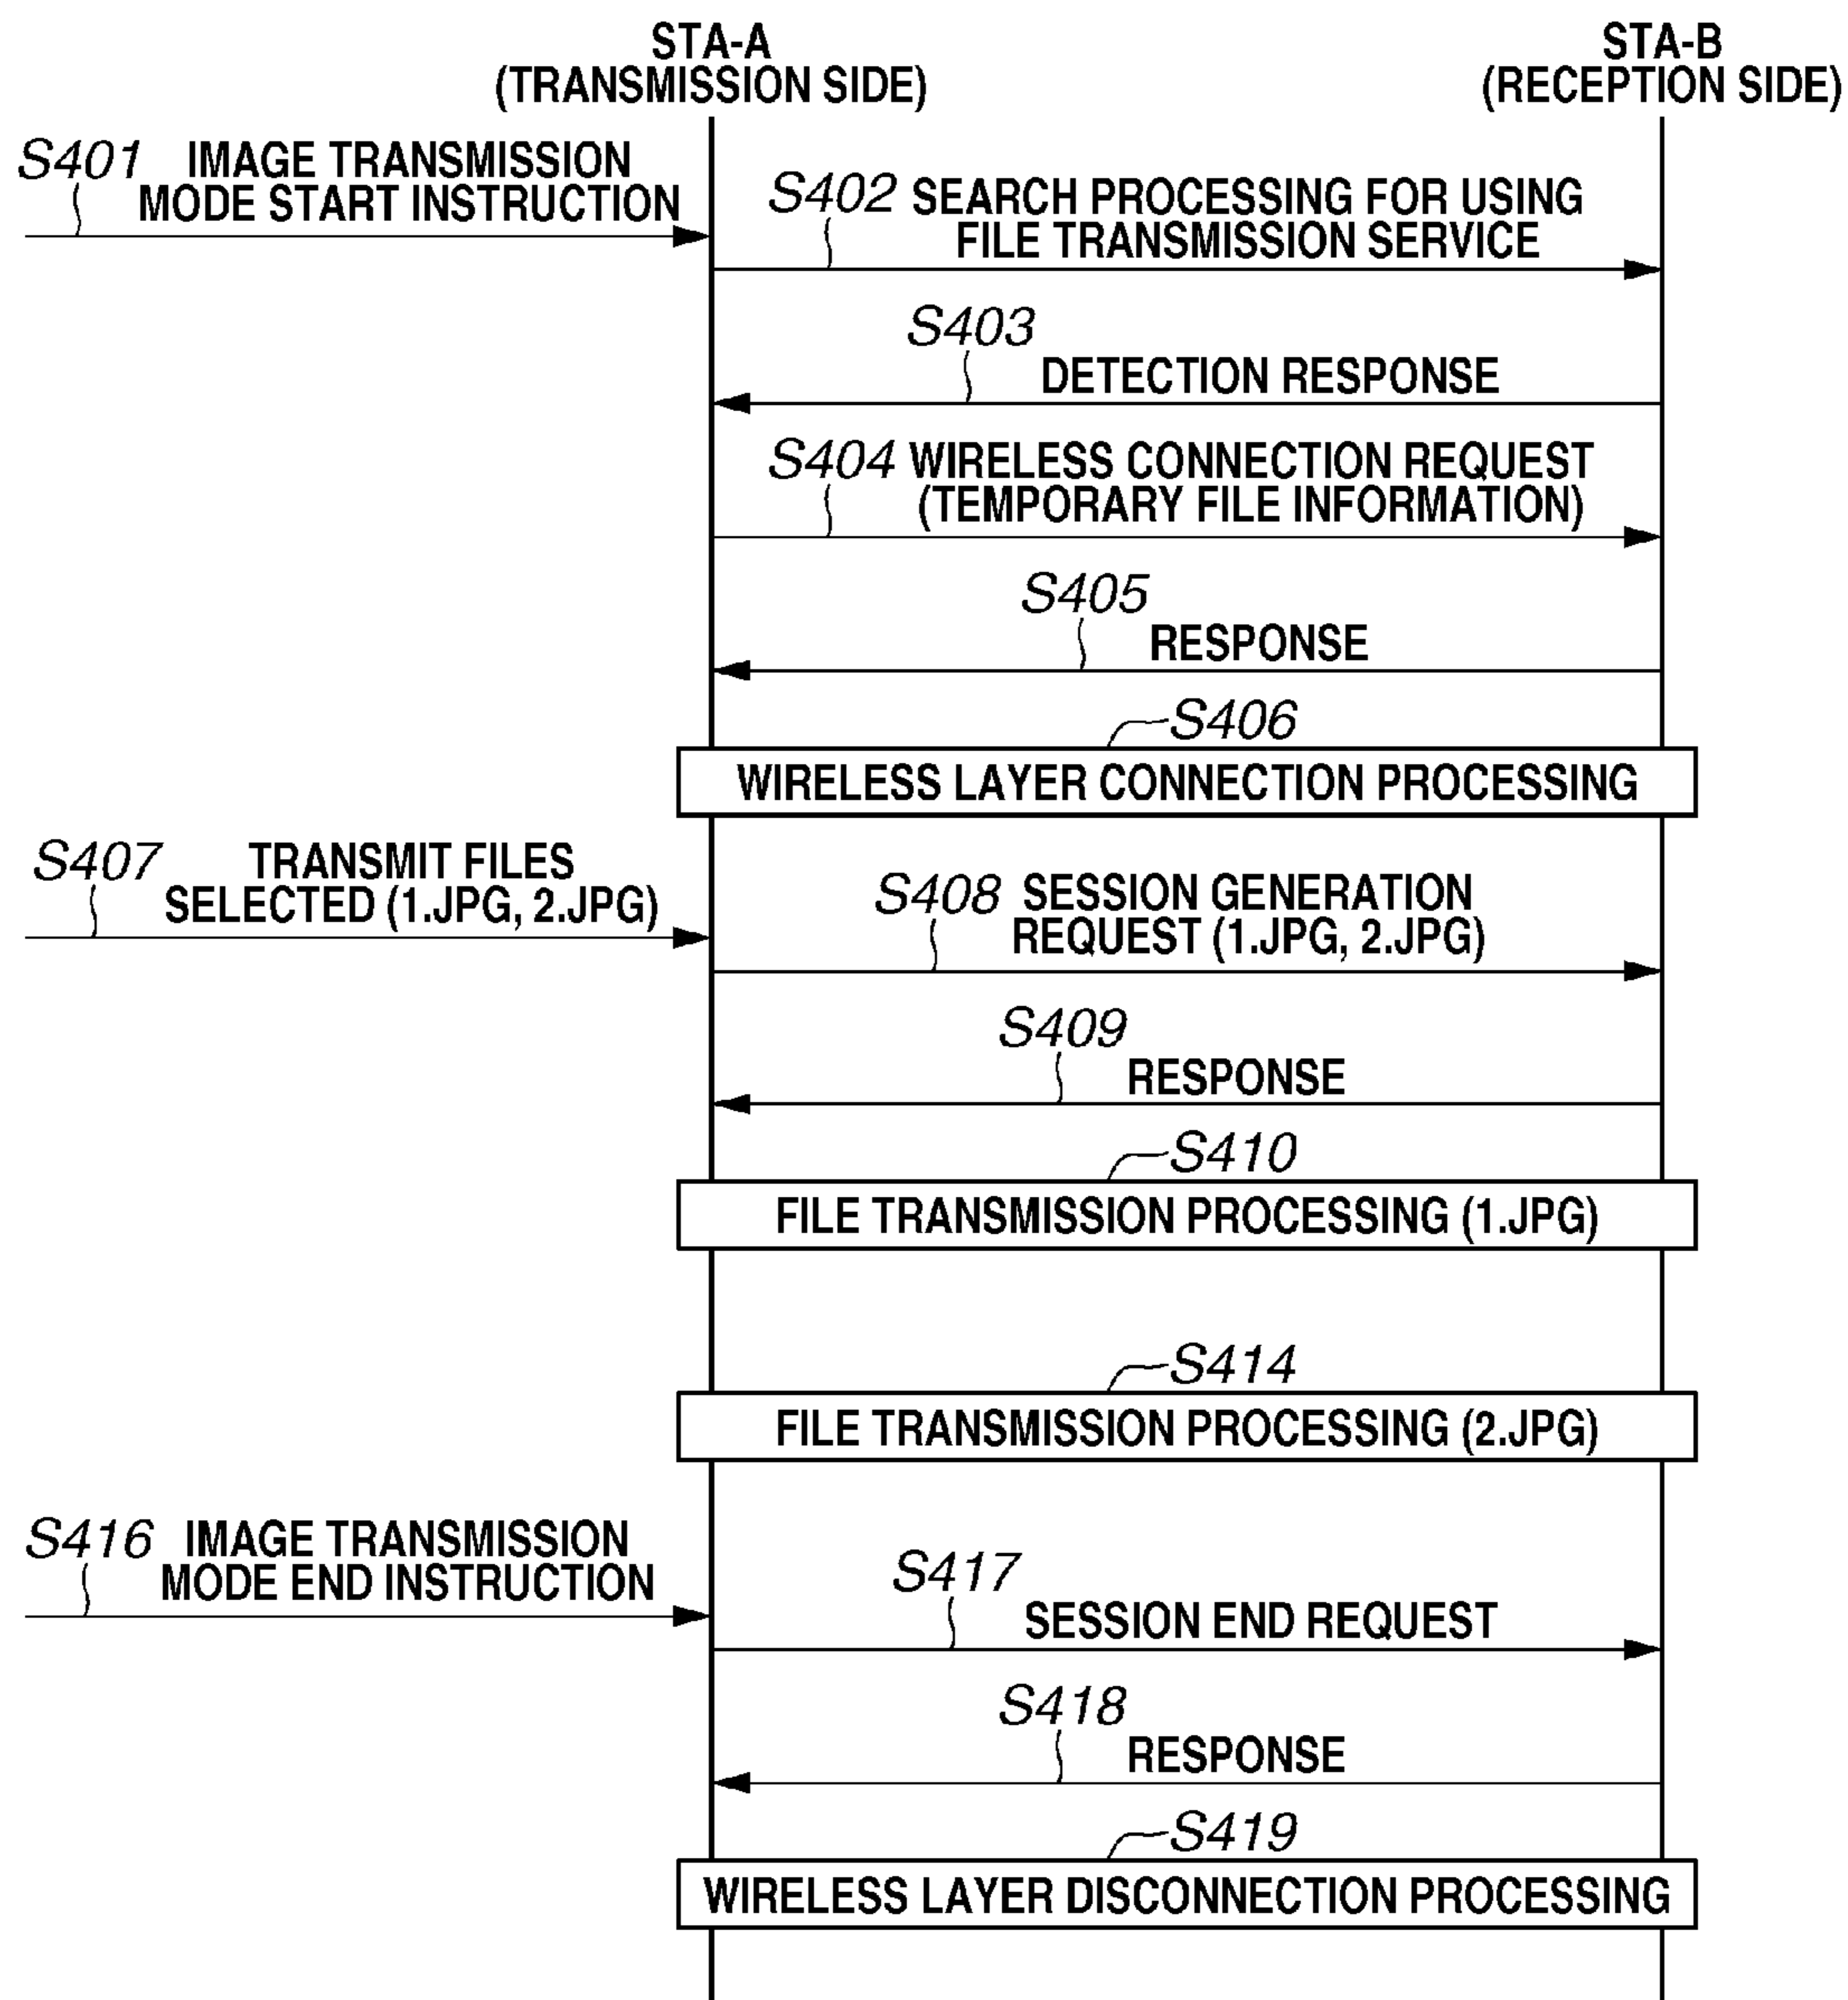 STA-A
(TRANSMISSION SIDE)
STA-B
(RECEPTION SIDE)
S401
IMAGE TRANSMISSION
MODE START INSTRUCTION
S402
SEARCH PROCESSING FOR USING
FILE TRANSMISSION SERVICE
S403
DETECTION RESPONSE
S404
WIRELESS CONNECTION REQUEST
(TEMPORARY FILE INFORMATION)
S405
RESPONSE
S406
WIRELESS LAYER CONNECTION PROCESSING
S407
TRANSMIT FILES
SELECTED (1.JPG, 2.JPG)
S408
SESSION GENERATION
REQUEST (1.JPG, 2.JPG)
S409
RESPONSE
S410
FILE TRANSMISSION PROCESSING (1.JPG)
S414
FILE TRANSMISSION PROCESSING (2.JPG)
S416
IMAGE TRANSMISSION
MODE END INSTRUCTION
S417
SESSION END REQUEST
S418
RESPONSE
S419
WIRELESS LAYER DISCONNECTION PROCESSING